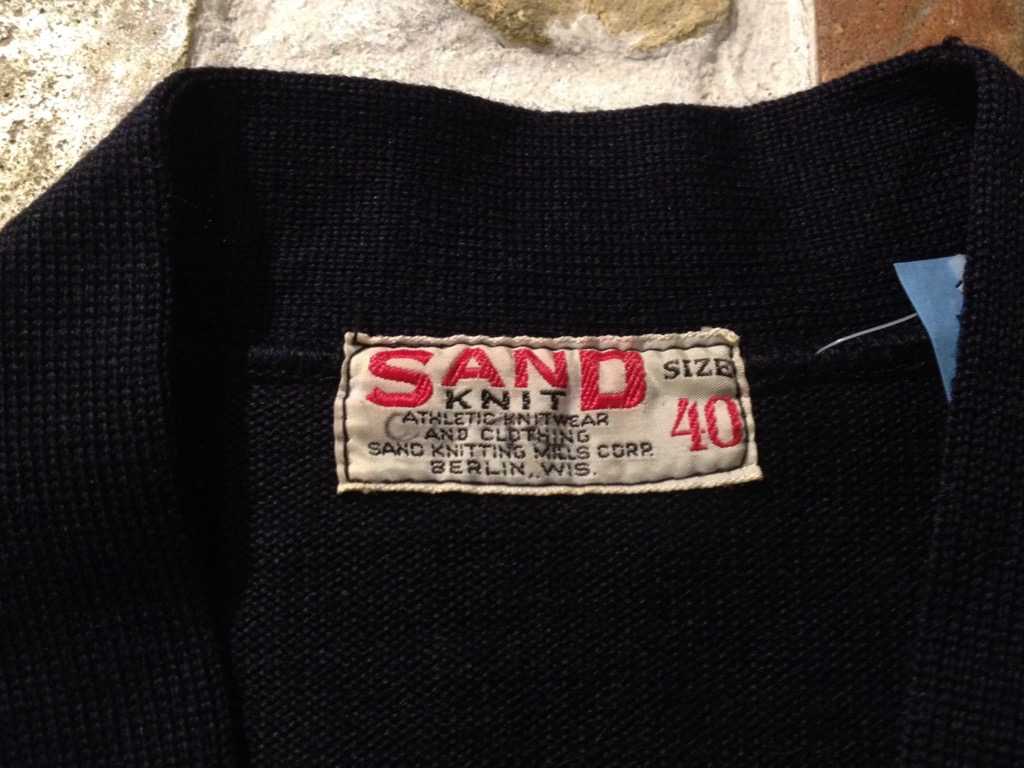 SAND
KNIT
ATHLETIC KNITWEAR
AND CLOTHING
SAND KNITTING MILLS CORP.
BERLIN, WIS.
SIZE
40